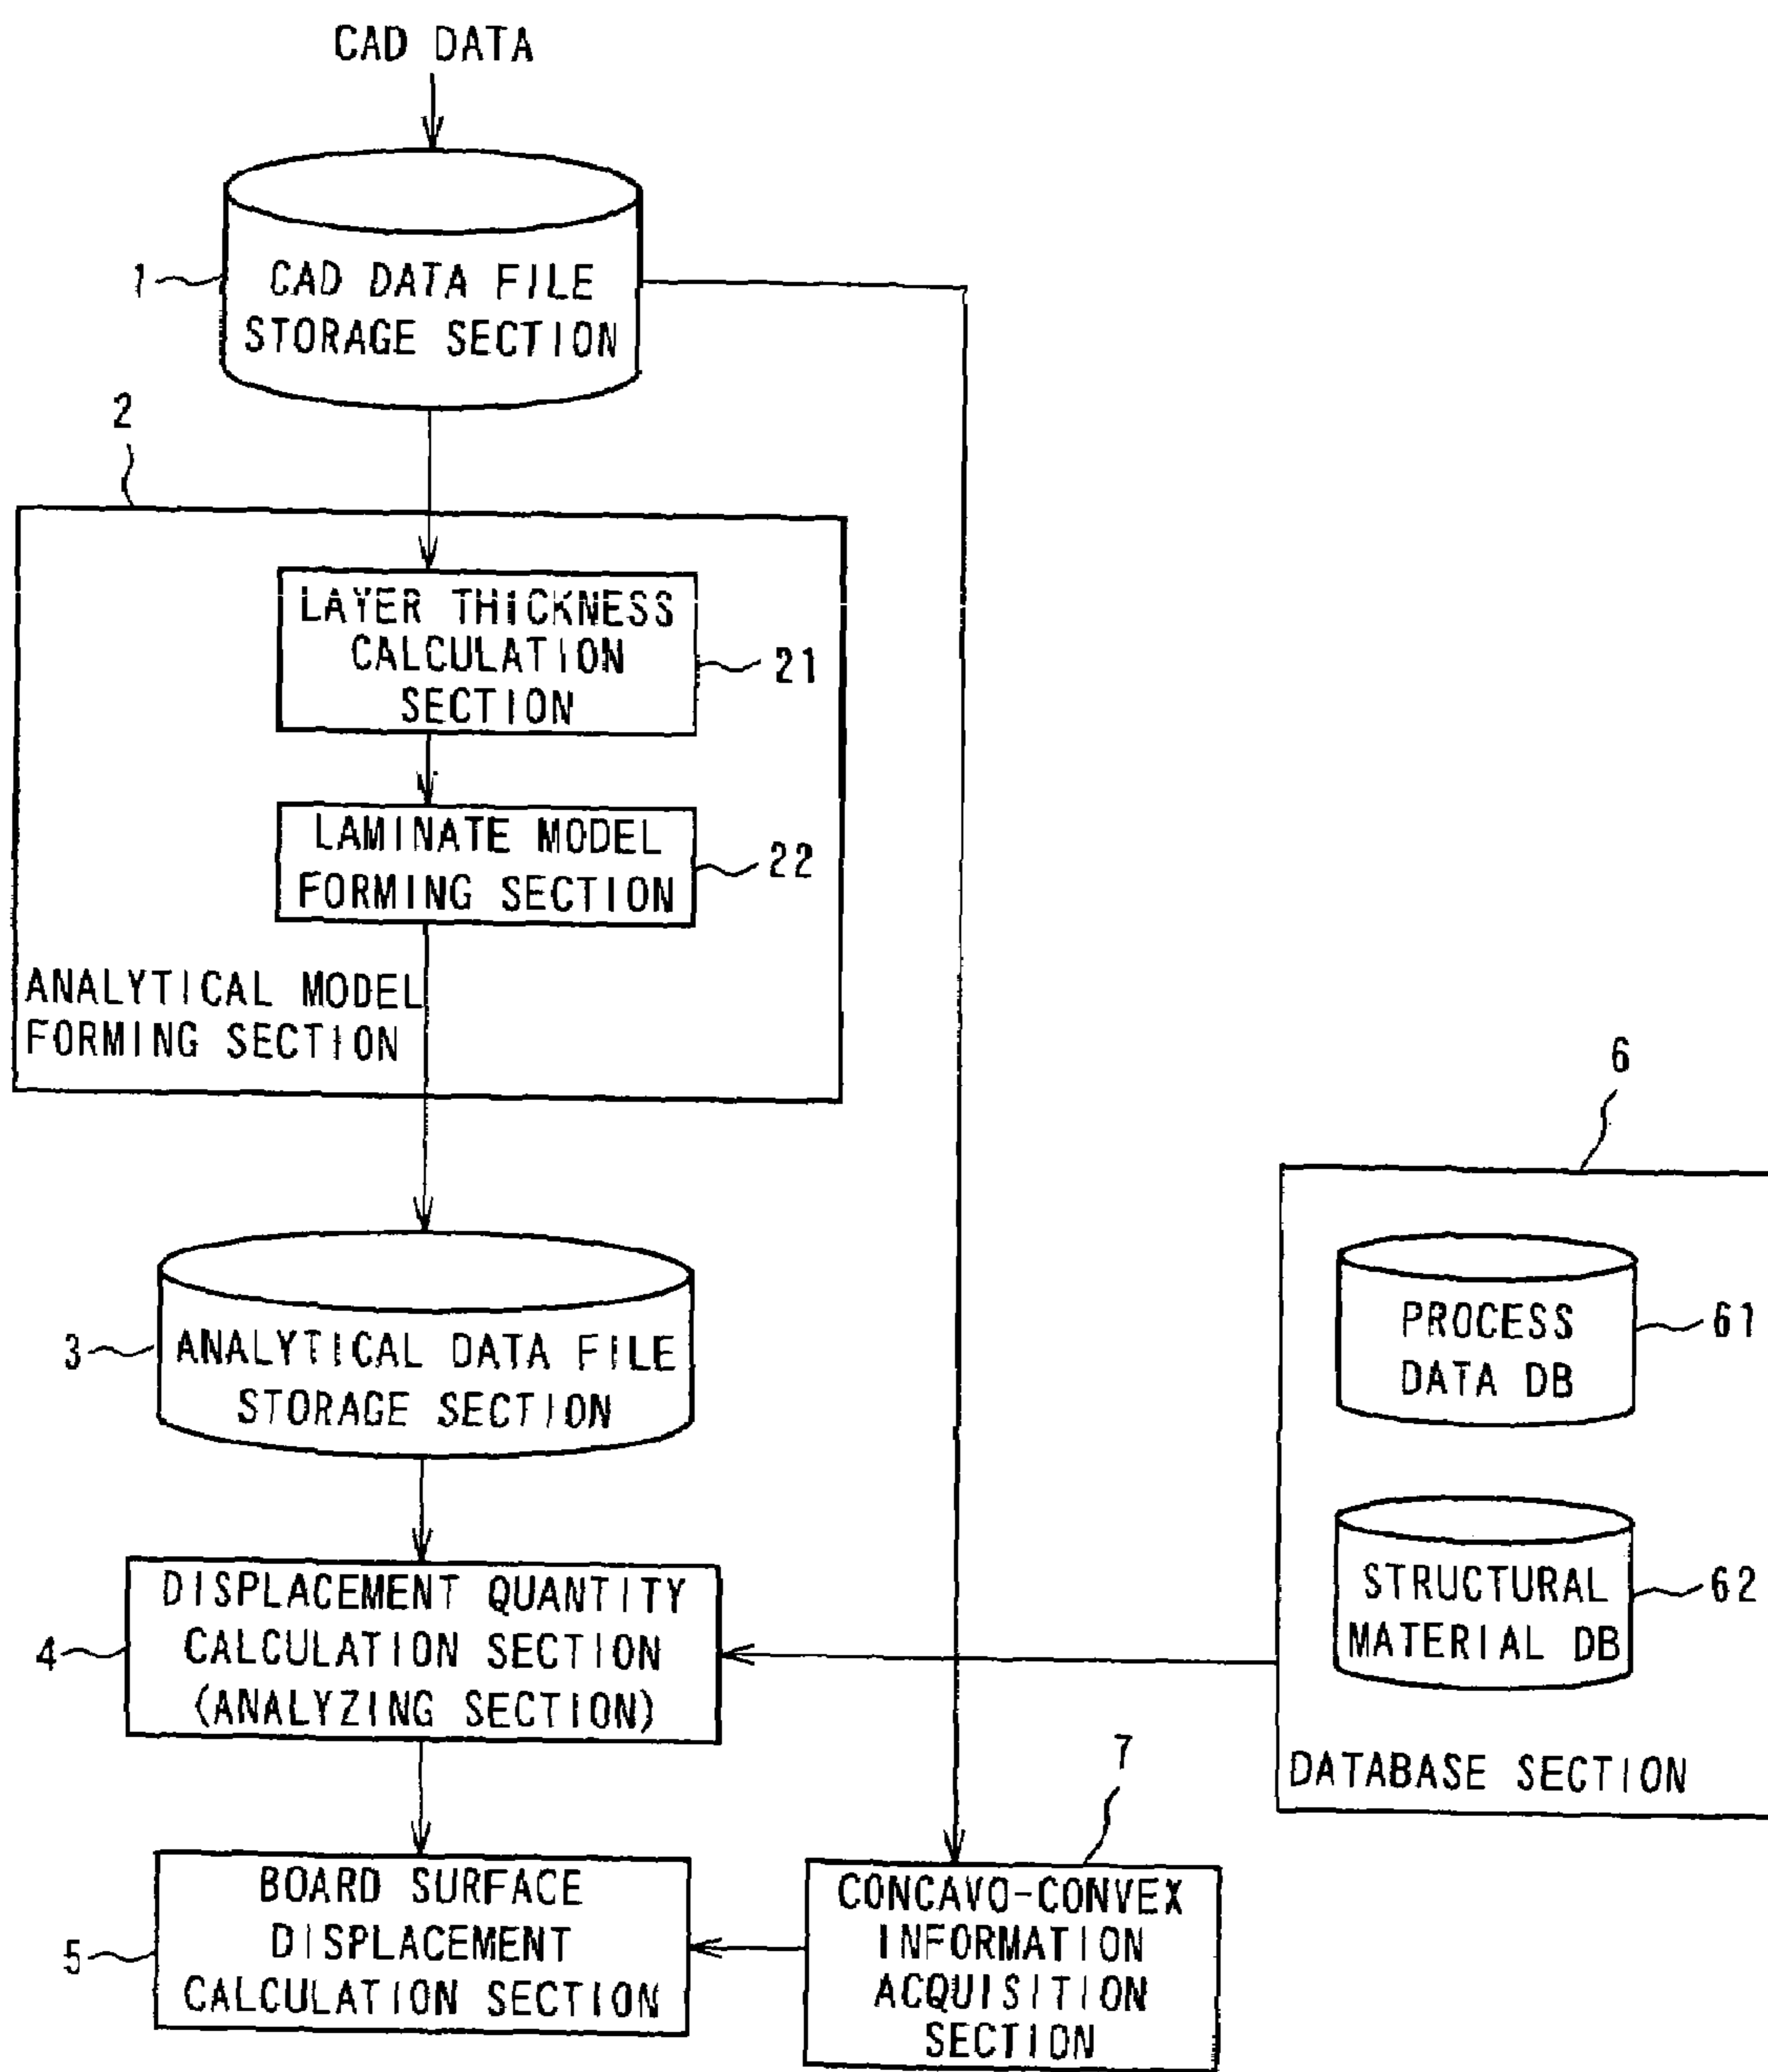 CAD DATA
1
CAD DATA FILE
STORAGE SECTION
2
LAYER THICKNESS
CALCULATION
SECTION
21
LAMINATE MODEL
FORMING SECTION
22
ANALYTICAL MODEL
FORMING SECTION
3
ANALYTICAL DATA FILE
STORAGE SECTION
6
PROCESS
DATA DB
61
STRUCTURAL
MATERIAL DB
62
DATABASE SECTION
4
DISPLACEMENT QUANTITY
CALCULATION SECTION
(ANALYZING SECTION)
5
BOARD SURFACE
DISPLACEMENT
CALCULATION SECTION
7
CONCAVO-CONVEX
INFORMATION
ACQUISITION
SECTION